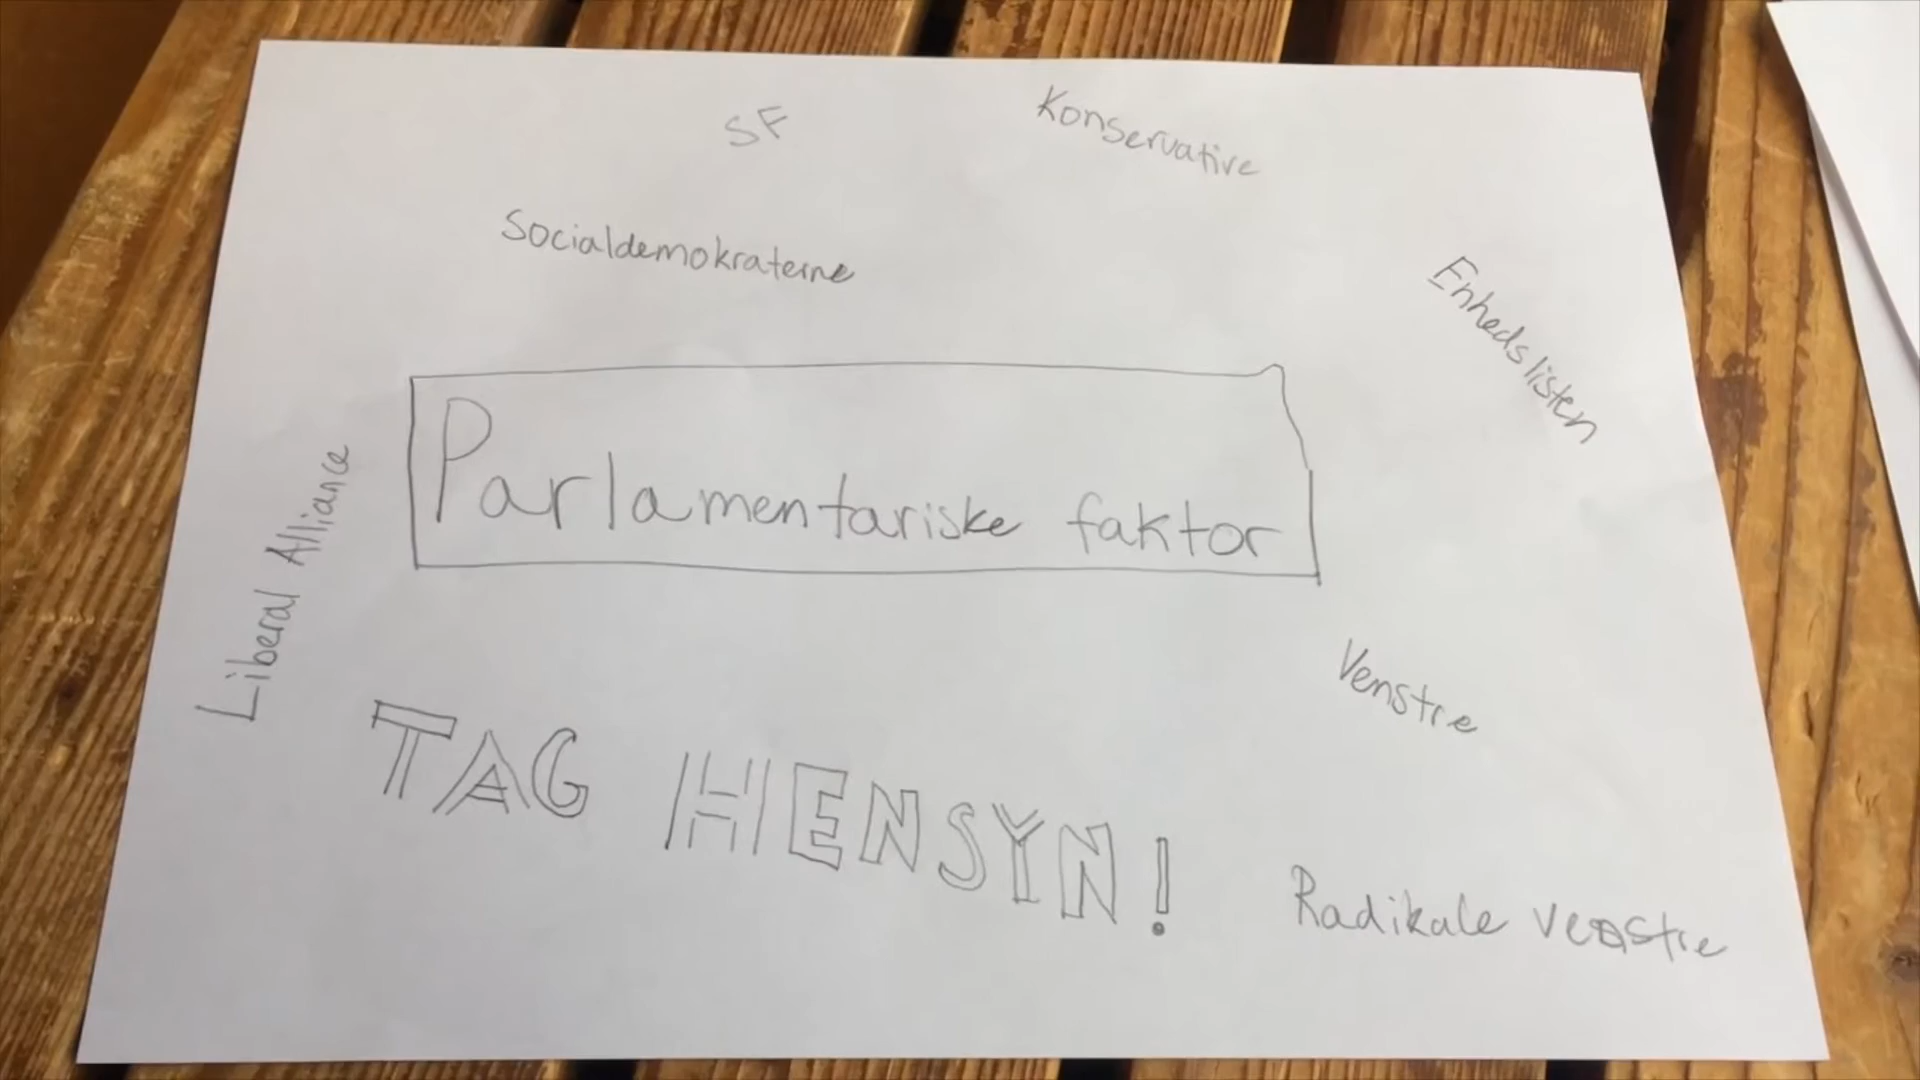 SF
Konservative
Socialdemokraterne
Enhedslisten
Parlamentariske faktor
Liberal Alliance
Venstre
TAG HENSYN!
Radikale Venstre